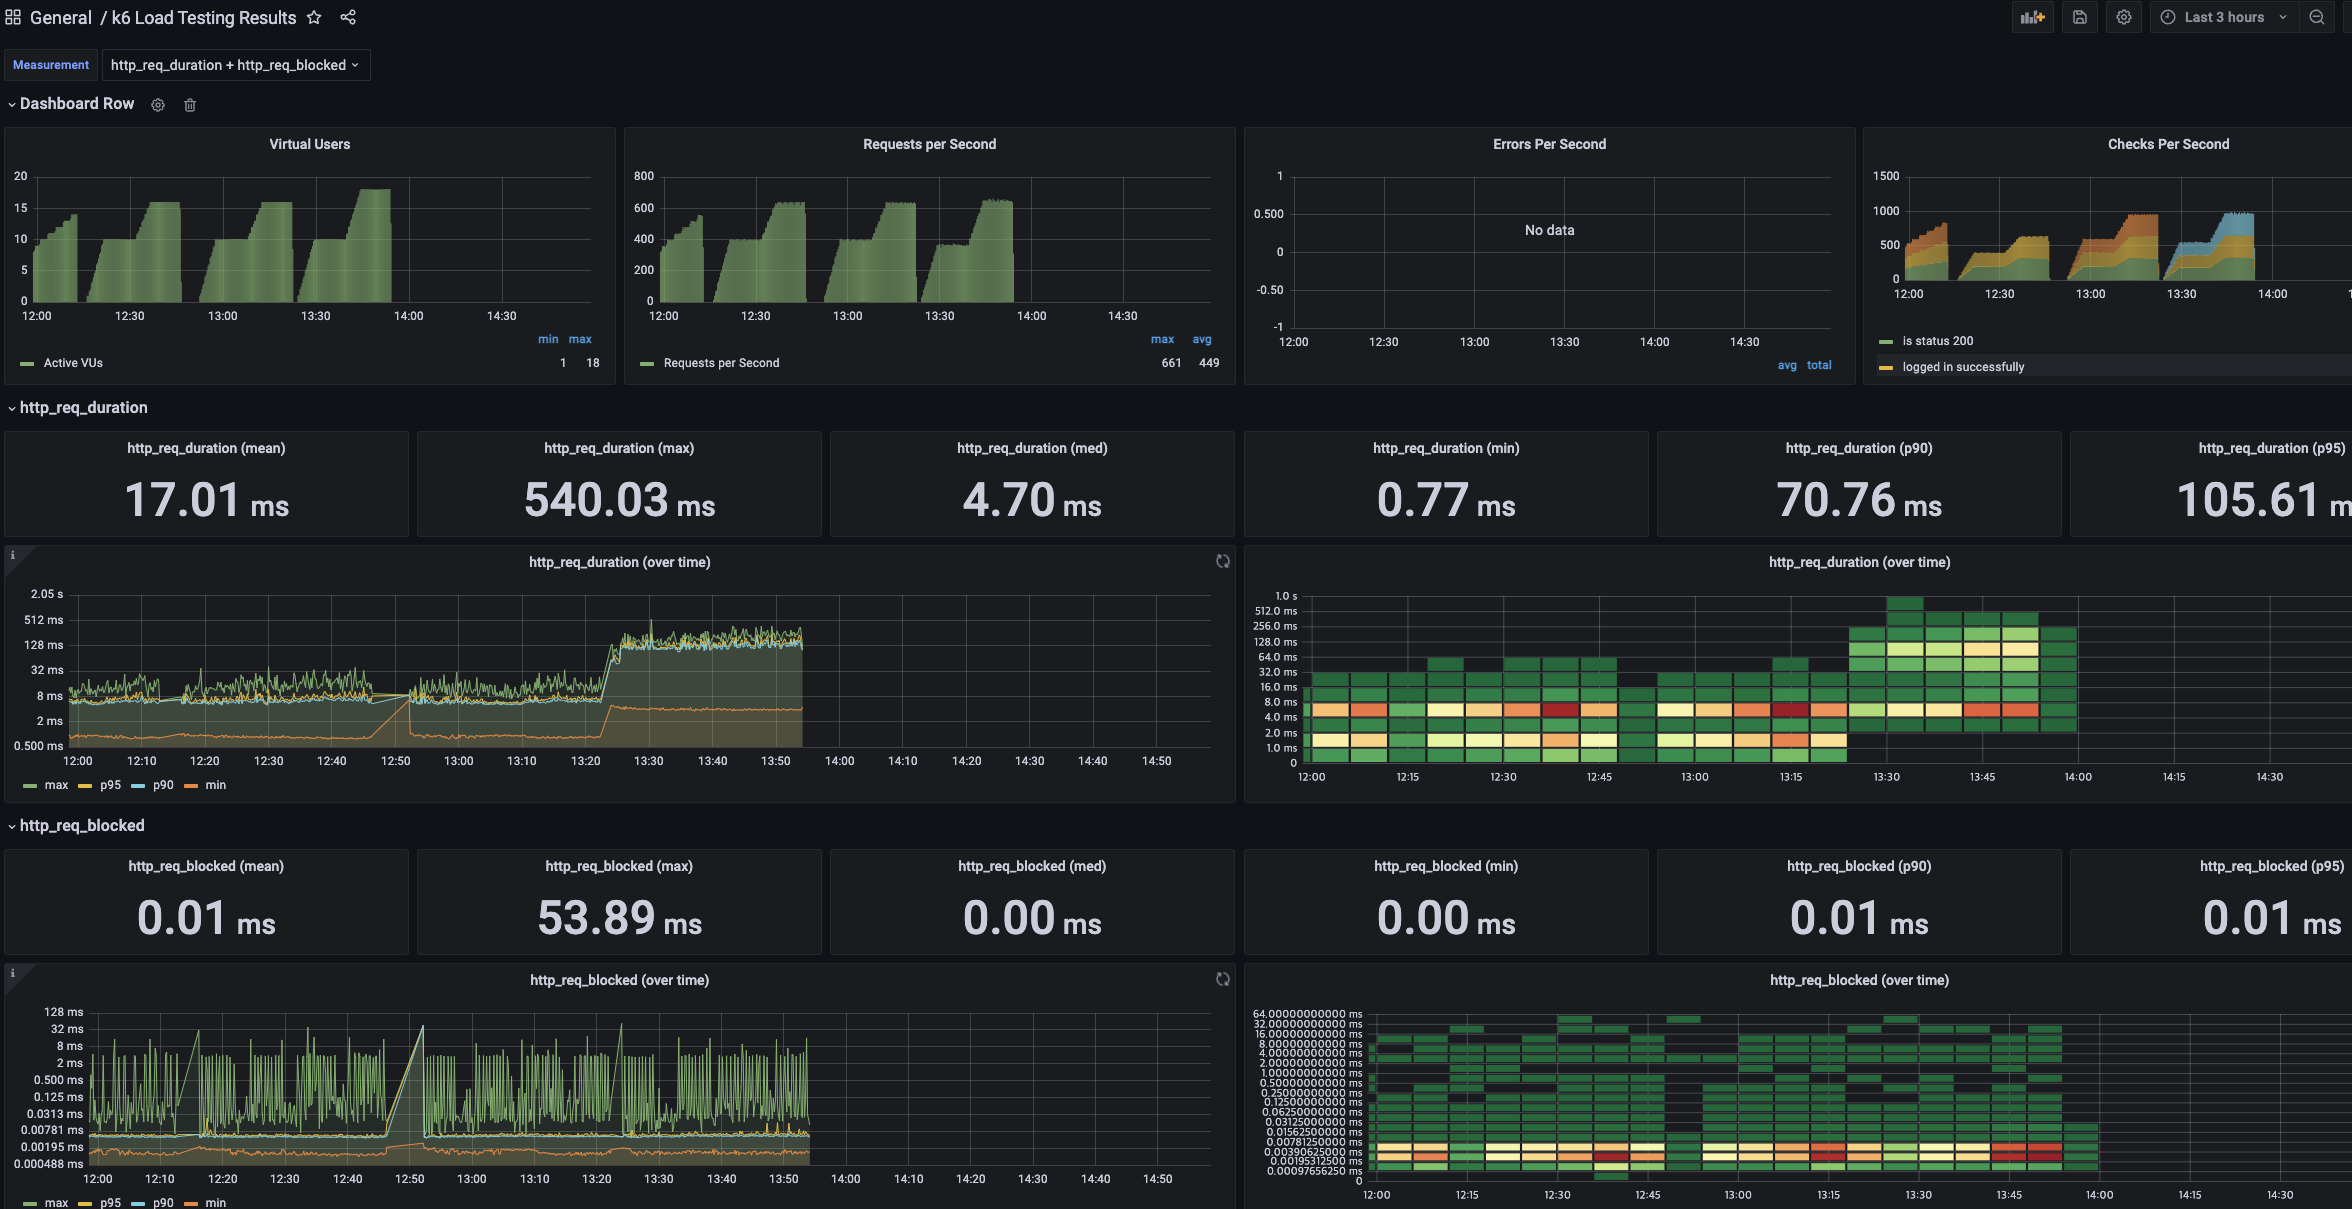 General / k6 Load Testing Results
Last 3 hours
Measurement http_req_duration + http_req_blocked
Dashboard Row
Virtual Users
20
15
10
5
0
12:00 12:30 13:00 13:30 14:00 14:30
min max
Active VUs 1 18
Requests per Second
800
600
400
200
0
12:00 12:30 13:00 13:30 14:00 14:30
max avg
Requests per Second 661 449
Errors Per Second
1
0.500
0
-0.50
-1
No data
12:00 12:30 13:00 13:30 14:00 14:30
avg total
Checks Per Second
1500
1000
500
0
12:00 12:30 13:00 13:30 14:00
is status 200
logged in successfully
http_req_duration
http_req_duration (mean)
17.01 ms
http_req_duration (max)
540.03 ms
http_req_duration (med)
4.70 ms
http_req_duration (min)
0.77 ms
http_req_duration (p90)
70.76 ms
http_req_duration (p95)
105.61 m
i
http_req_duration (over time)
2.05 s
512 ms
128 ms
32 ms
8 ms
2 ms
0.500 ms
12:00 12:10 12:20 12:30 12:40 12:50 13:00 13:10 13:20 13:30 13:40 13:50 14:00 14:10 14:20 14:30 14:40 14:50
max p95 p90 min
http_req_duration (over time)
1.0 s
512.0 ms
256.0 ms
128.0 ms
64.0 ms
32.0 ms
16.0 ms
8.0 ms
4.0 ms
2.0 ms
1.0 ms
0
12:00 12:15 12:30 12:45 13:00 13:15 13:30 13:45 14:00 14:15 14:30
http_req_blocked
http_req_blocked (mean)
0.01 ms
http_req_blocked (max)
53.89 ms
http_req_blocked (med)
0.00 ms
http_req_blocked (min)
0.00 ms
http_req_blocked (p90)
0.01 ms
http_req_blocked (p95)
0.01 ms
i
http_req_blocked (over time)
128 ms
32 ms
8 ms
2 ms
0.500 ms
0.125 ms
0.0313 ms
0.00781 ms
0.00195 ms
0.000488 ms
12:00 12:10 12:20 12:30 12:40 12:50 13:00 13:10 13:20 13:30 13:40 13:50 14:00 14:10 14:20 14:30 14:40 14:50
max p95 p90 min
http_req_blocked (over time)
64.00000000000 ms
32.00000000000 ms
16.00000000000 ms
8.00000000000 ms
4.00000000000 ms
2.00000000000 ms
1.00000000000 ms
0.50000000000 ms
0.25000000000 ms
0.12500000000 ms
0.06250000000 ms
0.03125000000 ms
0.01562500000 ms
0.00781250000 ms
0.00390625000 ms
0.00195312500 ms
0.00097656250 ms
0
12:00 12:15 12:30 12:45 13:00 13:15 13:30 13:45 14:00 14:15 14:30